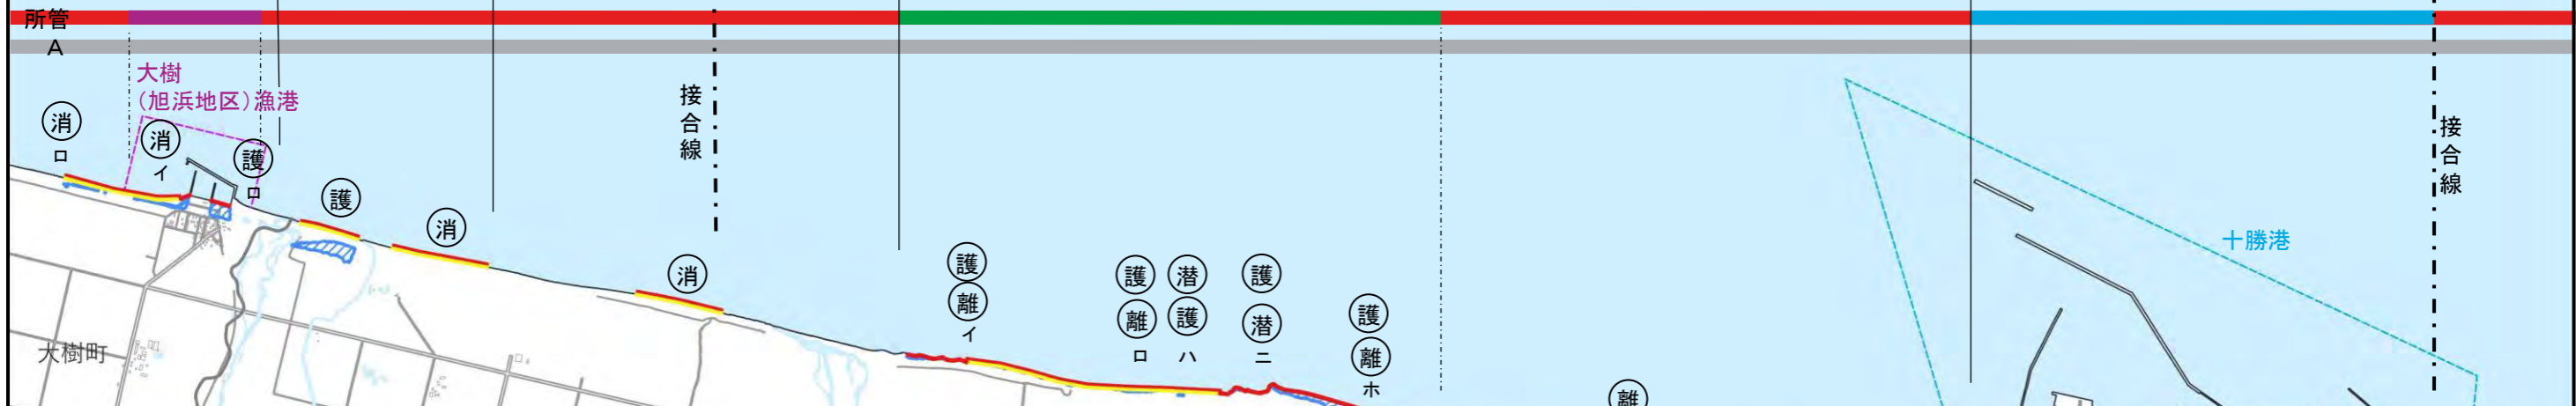 所管
A
大樹
(旭浜地区)漁港
消
ロ
消
イ
護
ロ
護
消
接合線
消
護
離
イ
護
離
ロ
潜
護
ハ
護
潜
ニ
護
離
ホ
離
十勝港
接合線
大樹町